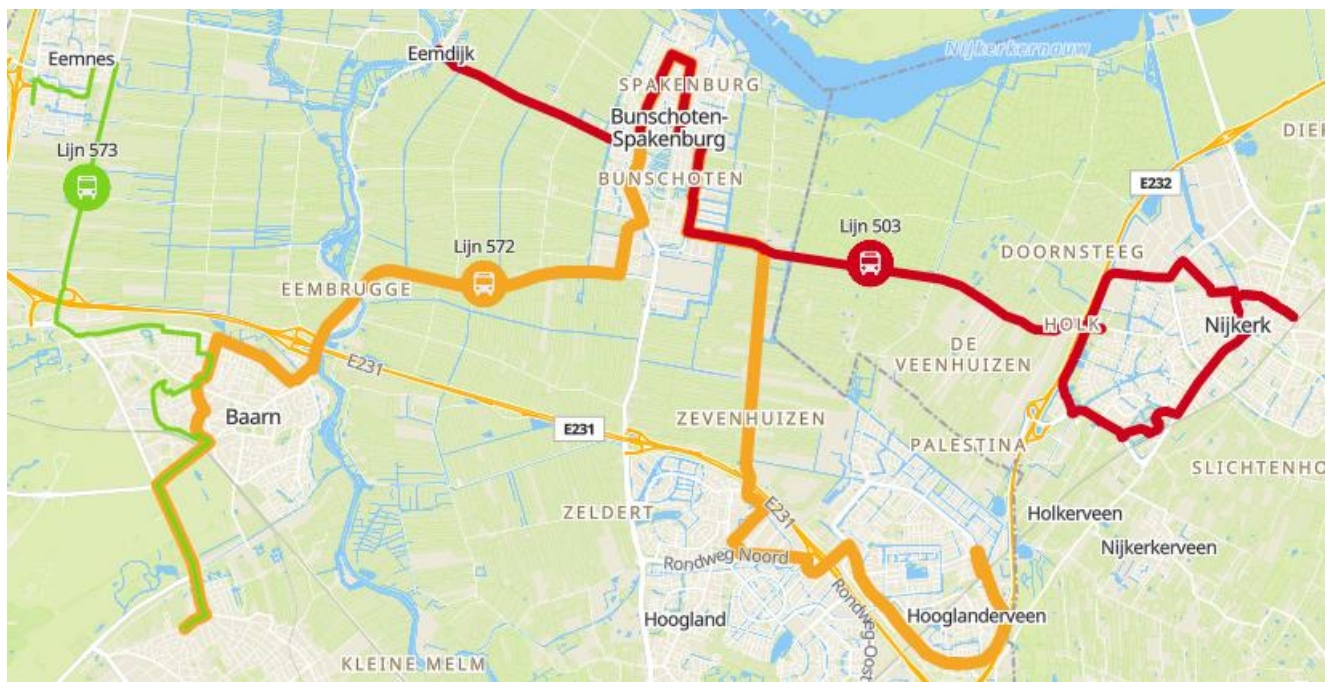 Eemnes
Eemdijk
Nijkerkernauw
SPAKENBURG
Bunschoten-
Spakenburg
DIER
Lijn 573
BUNSCHOTEN
E232
Lijn 572
Lijn 503
DOORNSTEEG
EEMBRUGGE
HOLK
Nijkerk
DE
VEENHUIZEN
E231
Baarn
E231
ZEVENHUIZEN
PALESTINA
SLICHTENHO
ZELDERT
E231
Holkerveen
Rondweg Noord
Nijkerkerveen
Hoogland
Rondweg-Oost
Hooglanderveen
KLEINE MELM